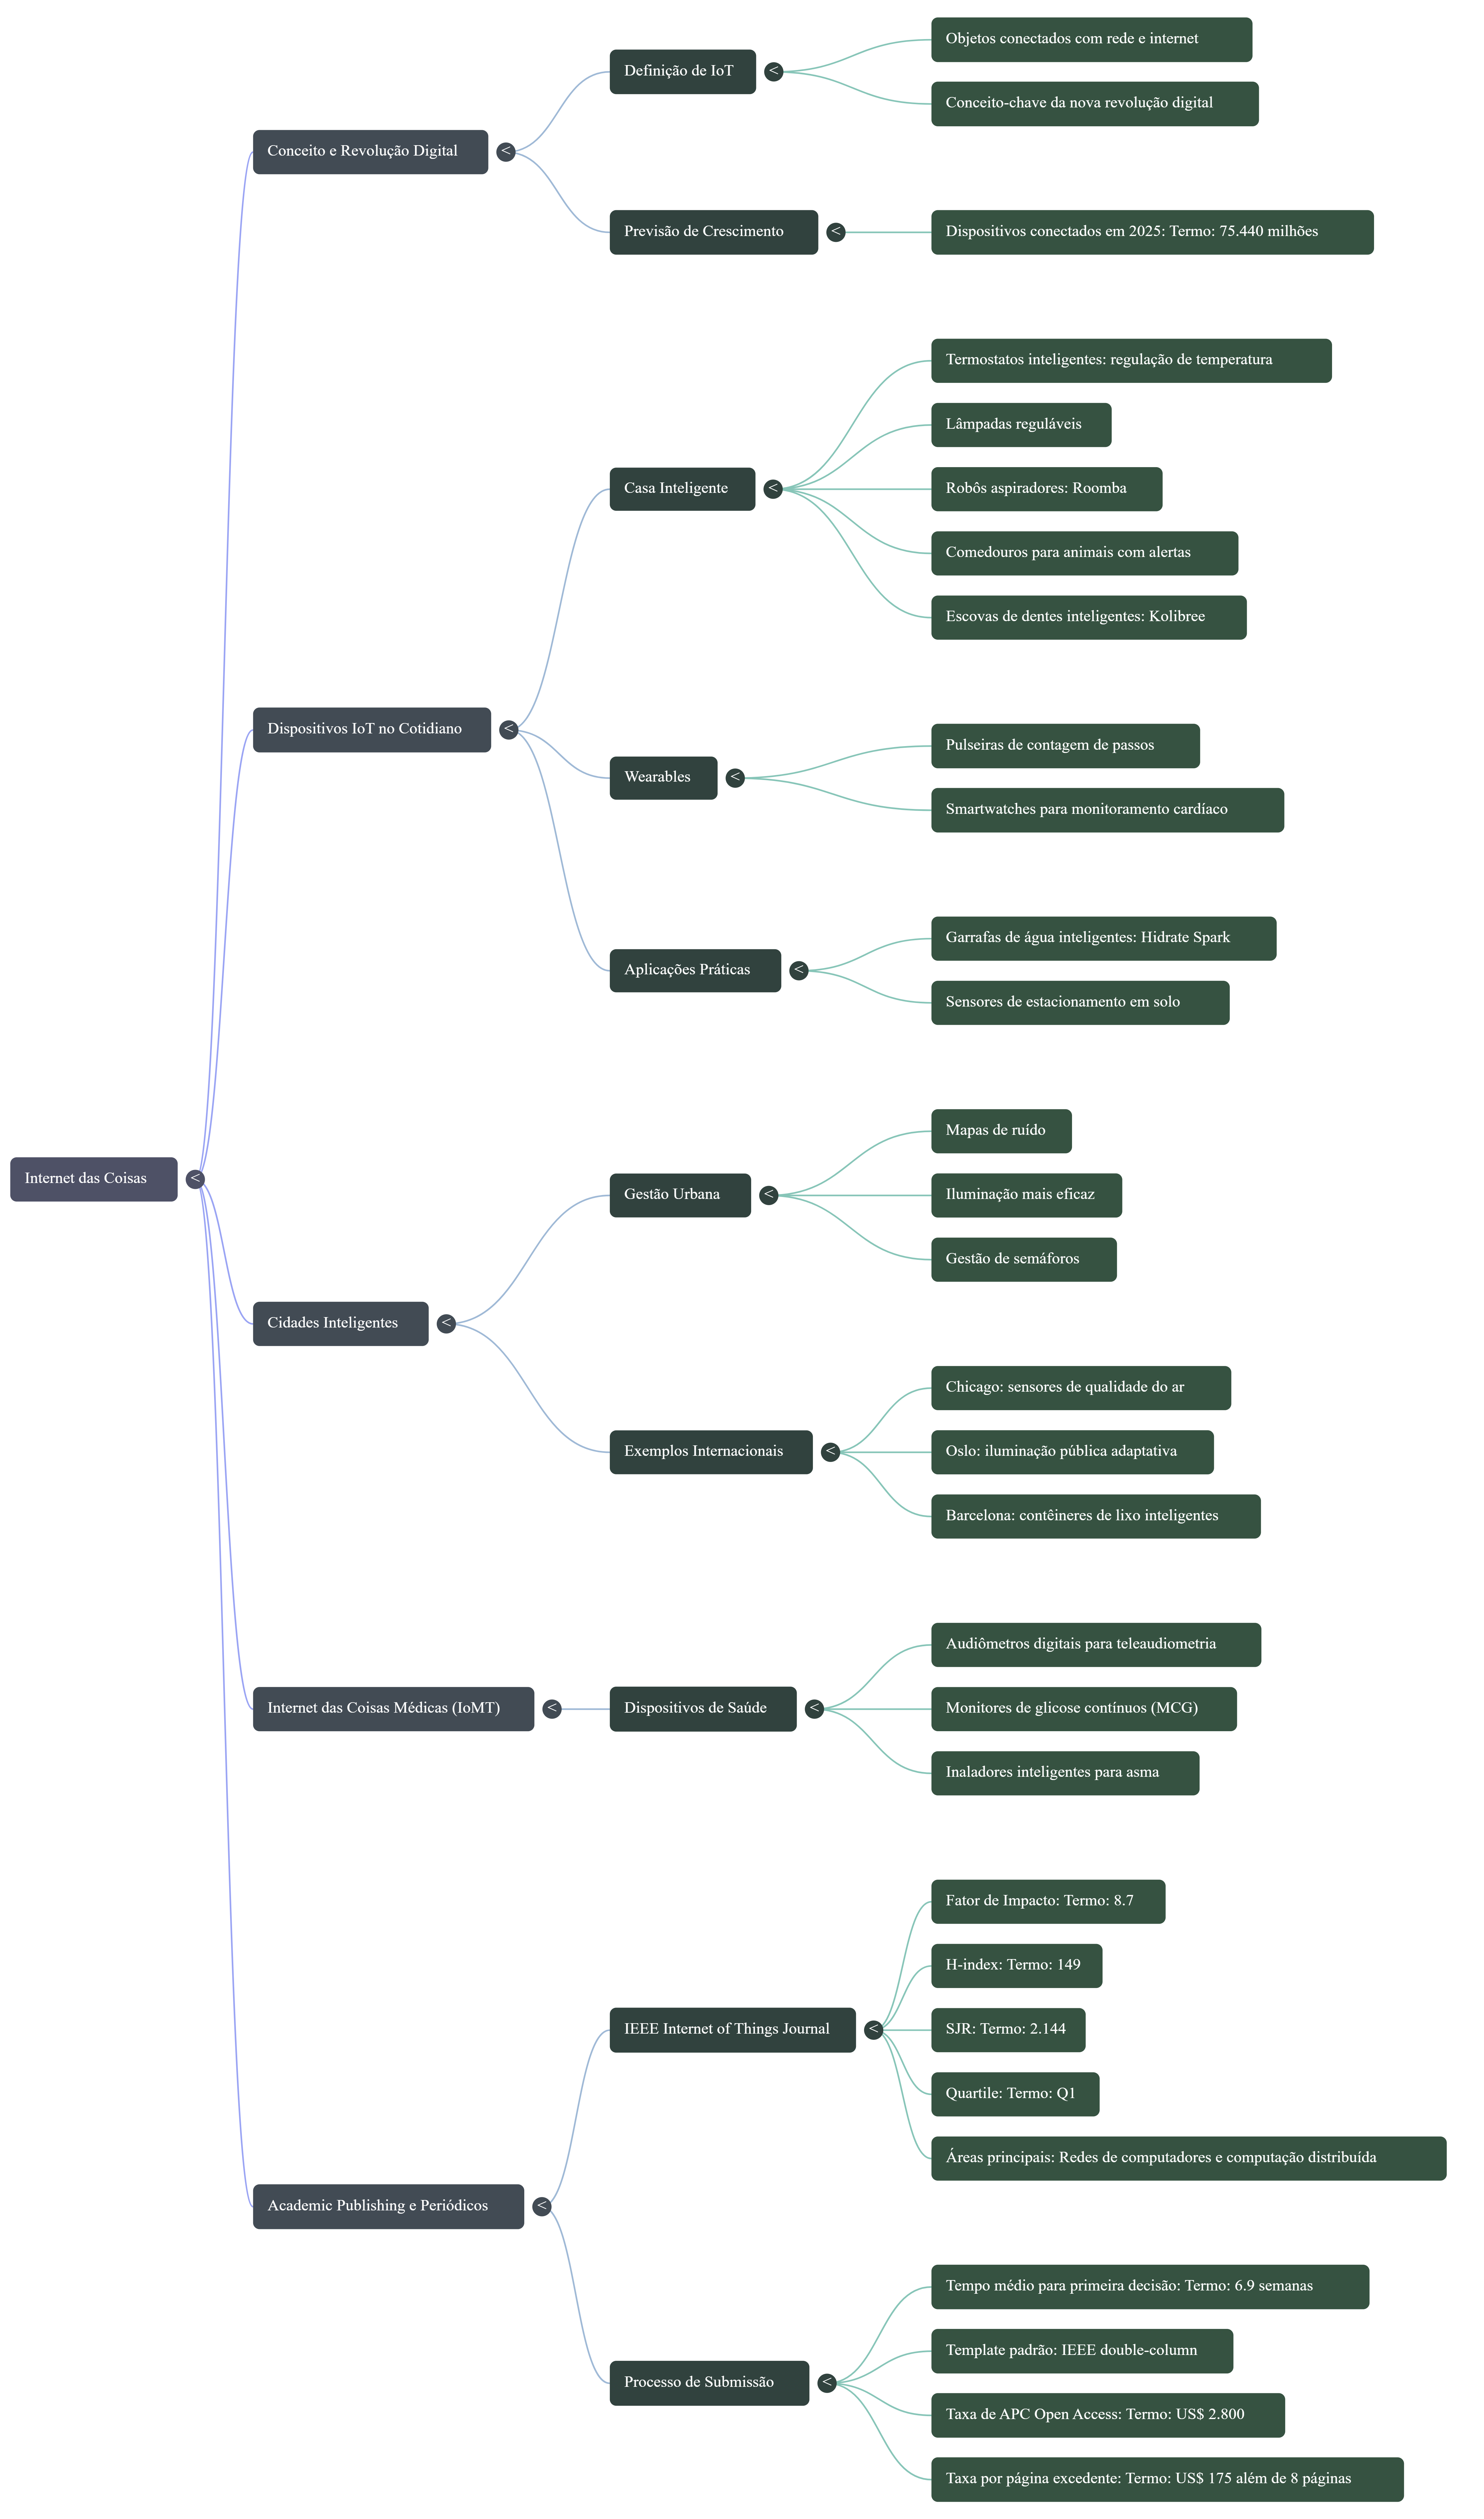 Internet das Coisas
<
Conceito e Revolução Digital
<
Definição de IoT
<
Objetos conectados com rede e internet
Conceito-chave da nova revolução digital
Previsão de Crescimento
<
Dispositivos conectados em 2025: Termo: 75.440 milhões
Dispositivos IoT no Cotidiano
<
Casa Inteligente
<
Termostatos inteligentes: regulação de temperatura
Lâmpadas reguláveis
Robôs aspiradores: Roomba
Comedouros para animais com alertas
Escovas de dentes inteligentes: Kolibree
Wearables
<
Pulseiras de contagem de passos
Smartwatches para monitoramento cardíaco
Aplicações Práticas
<
Garrafas de água inteligentes: Hidrate Spark
Sensores de estacionamento em solo
Cidades Inteligentes
<
Gestão Urbana
<
Mapas de ruído
Iluminação mais eficaz
Gestão de semáforos
Exemplos Internacionais
<
Chicago: sensores de qualidade do ar
Oslo: iluminação pública adaptativa
Barcelona: contêineres de lixo inteligentes
Internet das Coisas Médicas (IoMT)
<
Dispositivos de Saúde
<
Audiômetros digitais para teleaudiometria
Monitores de glicose contínuos (MCG)
Inaladores inteligentes para asma
Academic Publishing e Periódicos
<
IEEE Internet of Things Journal
<
Fator de Impacto: Termo: 8.7
H-index: Termo: 149
SJR: Termo: 2.144
Quartile: Termo: Q1
Áreas principais: Redes de computadores e computação distribuída
Processo de Submissão
<
Tempo médio para primeira decisão: Termo: 6.9 semanas
Template padrão: IEEE double-column
Taxa de APC Open Access: Termo: US$ 2.800
Taxa por página excedente: Termo: US$ 175 além de 8 páginas